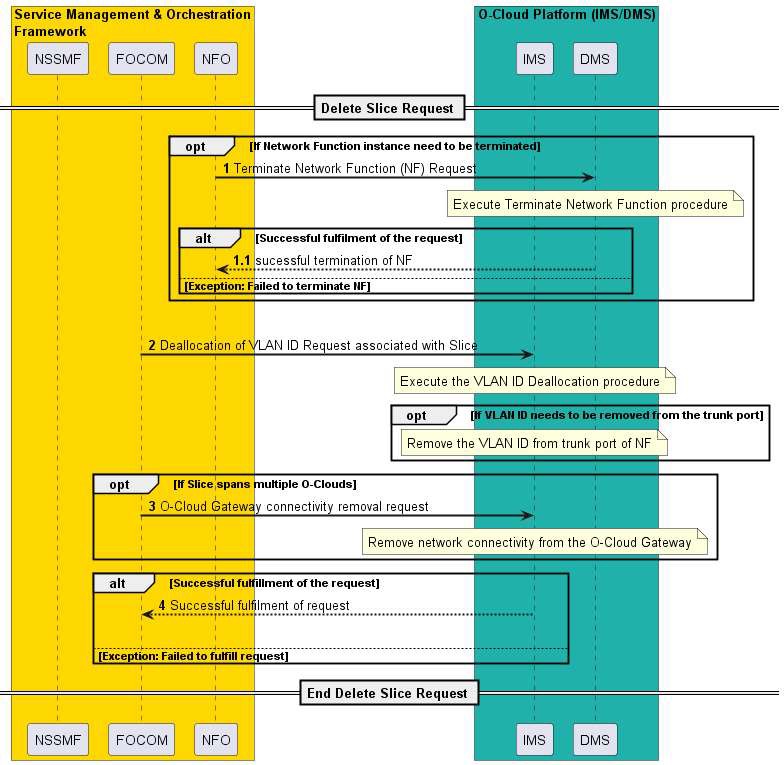 Service Management & Orchestration
Framework
O-Cloud Platform (IMS/DMS)
NSSMF
FOCOM
NFO
IMS
DMS
Delete Slice Request
opt [If Network Function instance need to be terminated]
1 Terminate Network Function (NF) Request
Execute Terminate Network Function procedure
alt [Successful fulfilment of the request]
1.1 sucessful termination of NF
[Exception: Failed to terminate NF]
2 Deallocation of VLAN ID Request associated with Slice
Execute the VLAN ID Deallocation procedure
opt [If VLAN ID needs to be removed from the trunk port]
Remove the VLAN ID from trunk port of NF
opt [If Slice spans multiple O-Clouds]
3 O-Cloud Gateway connectivity removal request
Remove network connectivity from the O-Cloud Gateway
alt [Successful fulfillment of the request]
4 Successful fulfilment of request
[Exception: Failed to fulfill request]
End Delete Slice Request
NSSMF
FOCOM
NFO
IMS
DMS